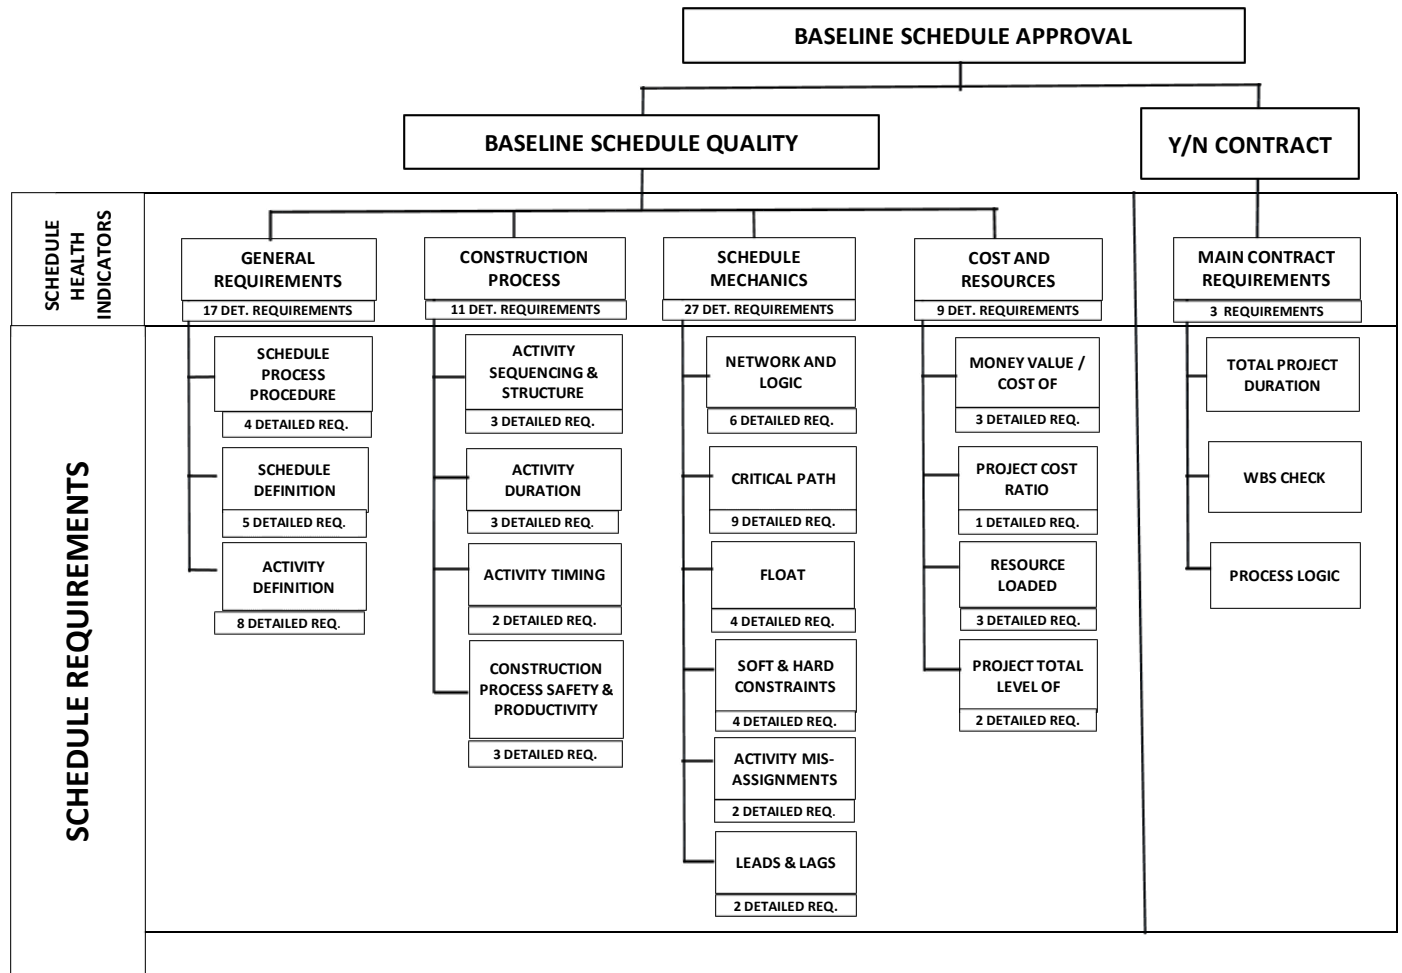 BASELINE SCHEDULE APPROVAL
BASELINE SCHEDULE QUALITY
Y/N CONTRACT
SCHEDULE
HEALTH
INDICATORS
GENERAL
REQUIREMENTS
17 DET. REQUIREMENTS
CONSTRUCTION
PROCESS
11 DET. REQUIREMENTS
SCHEDULE
MECHANICS
27 DET. REQUIREMENTS
COST AND
RESOURCES
9 DET. REQUIREMENTS
MAIN CONTRACT
REQUIREMENTS
3 REQUIREMENTS
SCHEDULE REQUIREMENTS
SCHEDULE
PROCESS
PROCEDURE
4 DETAILED REQ.
SCHEDULE
DEFINITION
5 DETAILED REQ.
ACTIVITY
DEFINITION
8 DETAILED REQ.
ACTIVITY
SEQUENCING &
STRUCTURE
3 DETAILED REQ.
ACTIVITY
DURATION
3 DETAILED REQ.
ACTIVITY TIMING
2 DETAILED REQ.
CONSTRUCTION
PROCESS SAFETY &
PRODUCTIVITY
3 DETAILED REQ.
NETWORK AND
LOGIC
6 DETAILED REQ.
CRITICAL PATH
9 DETAILED REQ.
FLOAT
4 DETAILED REQ.
SOFT & HARD
CONSTRAINTS
4 DETAILED REQ.
ACTIVITY MIS-
ASSIGNMENTS
2 DETAILED REQ.
LEADS & LAGS
2 DETAILED REQ.
MONEY VALUE /
COST OF
3 DETAILED REQ.
PROJECT COST
RATIO
1 DETAILED REQ.
RESOURCE
LOADED
3 DETAILED REQ.
PROJECT TOTAL
LEVEL OF
2 DETAILED REQ.
TOTAL PROJECT
DURATION
WBS CHECK
PROCESS LOGIC